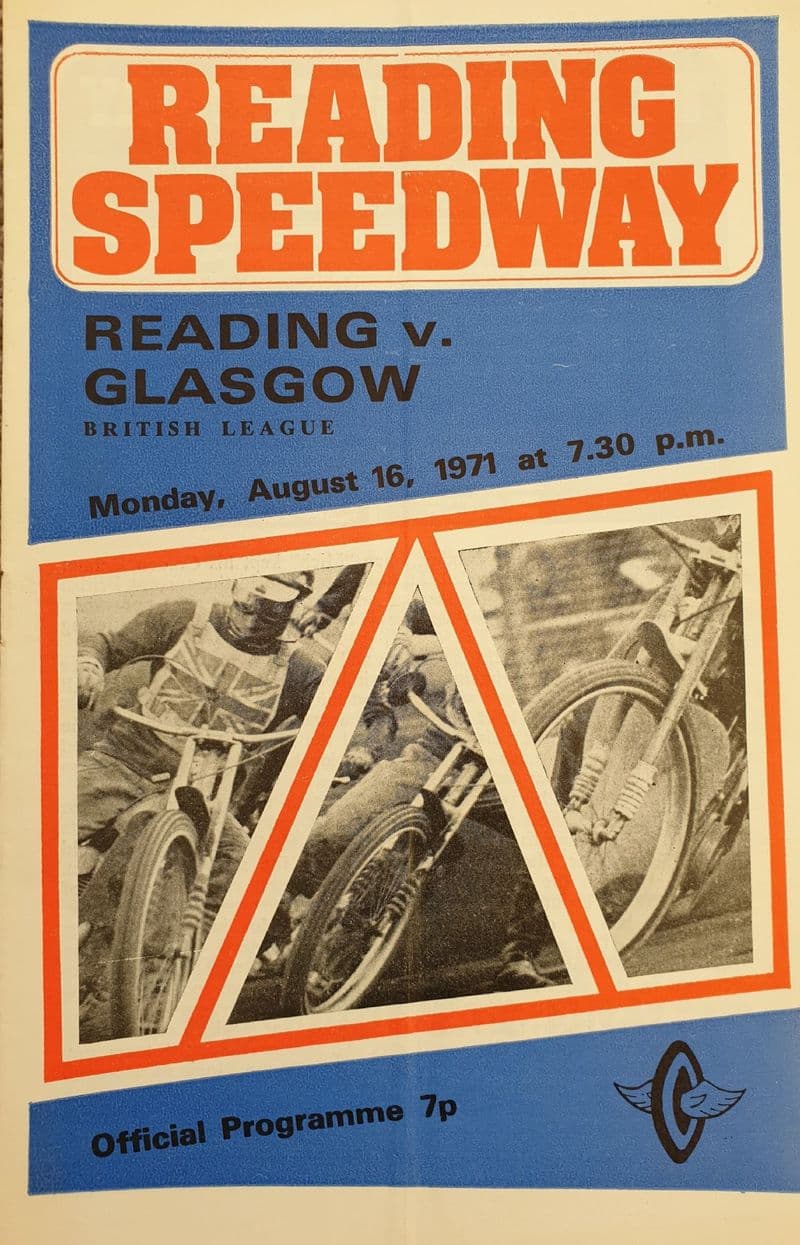 READING
SPEEDWAY
READING v.
GLASGOW
BRITISH LEAGUE
Monday, August 16, 1971 at 7.30 p.m.
Official Programme 7p